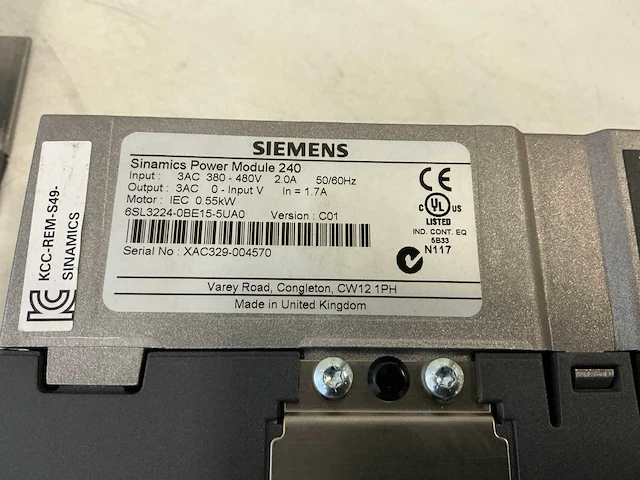 SIEMENS
Sinamics Power Module 240
Input : 3AC 380 - 480V 2.0A 50/60Hz
Output : 3AC 0 - Input V In = 1.7A
Motor : IEC 0.55kW
6SL3224-0BE15-5UA0 Version : C01
Serial No : XAC329-004570
Varey Road, Congleton, CW12 1PH
Made in United Kingdom
CE
c UL US
LISTED
IND. CONT. EQ
5B33
N117
KCC-REM-S49-
SINAMICS